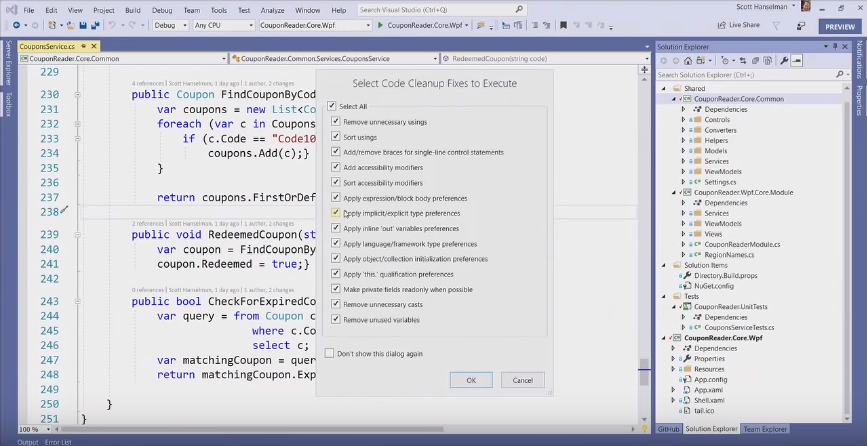 File Edit View Project Build Debug Team Tools Test Analyze Window Help Search Visual Studio (Ctrl+Q) Scott Hanselman
Debug Any CPU CouponReader.Core.Wpf CouponReader.Core.Wpf Live Share PREVIEW
Server Explorer
Toolbox
CouponsService.cs
CouponReader.Core.Common CouponReader.Common.Services.CouponsService RedeemedCoupon(string code)
229
4 references | Scott Hanselman, 1 day ago | 1 author, 2 changes
230 public Coupon FindCouponByCod
231 var coupons = new List<Co
232 foreach (var c in Coupons
233 if (c.Code == "Code10
234 coupons.Add(c);}
235 }
236
237 return coupons.FirstOrDef
238
2 references | Scott Hanselman, 1 day ago | 1 author, 2 changes
239 public void RedeemedCoupon(st
240 var coupon = FindCouponBy
241 coupon.Redeemed = true;}
242
0 references | Scott Hanselman, 1 day ago | 1 author, 2 changes
243 public bool CheckForExpiredCo
244 var query = from Coupon c
245 where c.Co
246 select c;
247 var matchingCoupon = quer
248 return matchingCoupon.Exp
249
250 }
251 }
100 %
Output Error List
Select Code Cleanup Fixes to Execute
Select All
Remove unnecessary usings
Sort usings
Add/remove braces for single-line control statements
Add accessibility modifiers
Sort accessibility modifiers
Apply expression/block body preferences
Apply implicit/explicit type preferences
Apply inline 'out' variables preferences
Apply language/framework type preferences
Apply object/collection initialization preferences
Apply 'this.' qualification preferences
Make private fields readonly when possible
Remove unnecessary casts
Remove unused variables
Don't show this dialog again
OK Cancel
Solution Explorer
Search Solution Explorer (Ctrl+;)
Shared
CouponReader.Core.Common
Dependencies
Controls
Converters
Helpers
Models
Services
ViewModels
Settings.cs
CouponReader.Wpf.Core.Module
Dependencies
Services
ViewModels
Views
CouponReaderModule.cs
RegionNames.cs
Solution Items
Directory.Build.props
NuGet.config
Tests
CouponReader.UnitTests
Dependencies
CouponsServiceTests.cs
CouponReader.Core.Wpf
Dependencies
Properties
Resources
App.config
App.xaml
Shell.xaml
tail.ico
GitHub Solution Explorer Team Explorer
Notifications
Properties